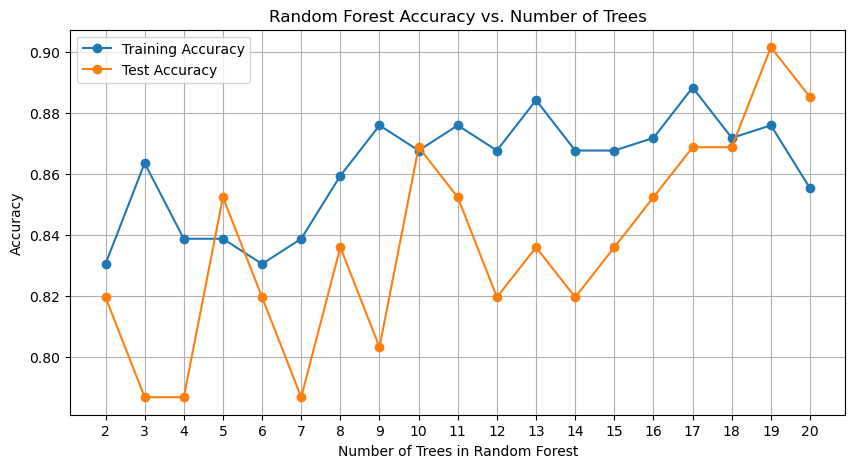 Random Forest Accuracy vs. Number of Trees
Training Accuracy
Test Accuracy
Accuracy
0.90
0.88
0.86
0.84
0.82
0.80
2 3 4 5 6 7 8 9 10 11 12 13 14 15 16 17 18 19 20
Number of Trees in Random Forest